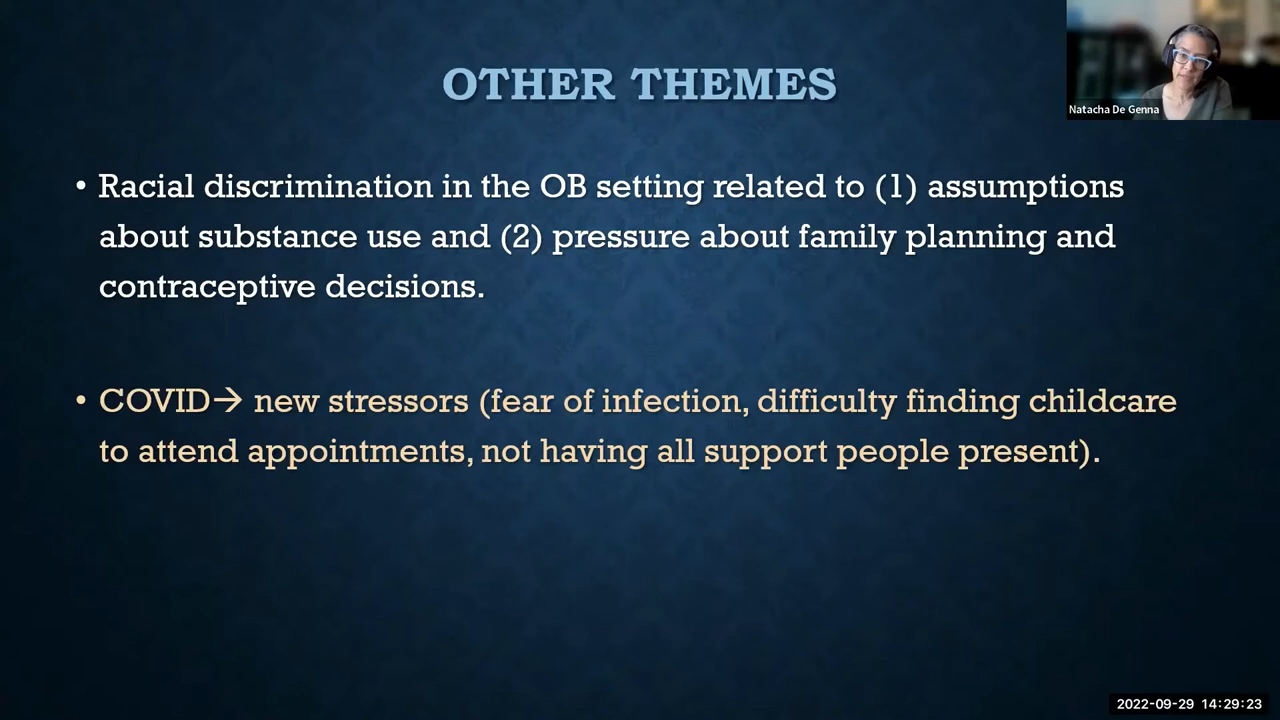 OTHER THEMES
Natacha De Genna
• Racial discrimination in the OB setting related to (1) assumptions
about substance use and (2) pressure about family planning and
contraceptive decisions.
• COVID→ new stressors (fear of infection, difficulty finding childcare
to attend appointments, not having all support people present).
2022-09-29 14:29:23